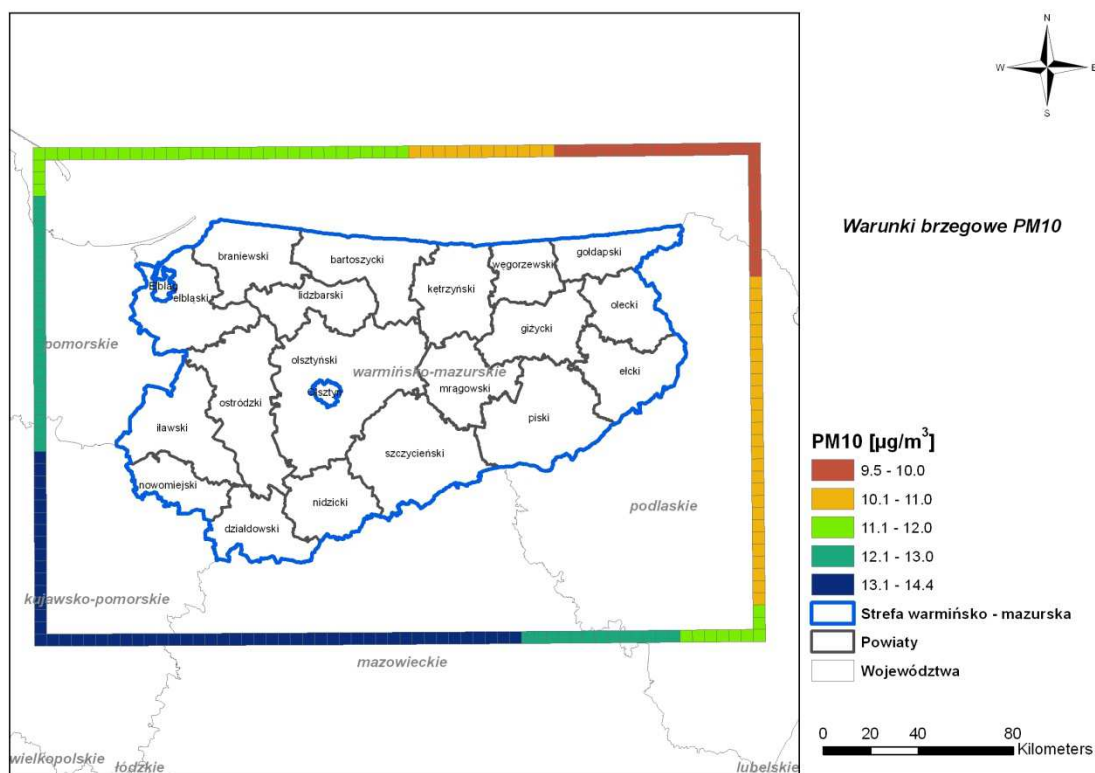 N
W E
S
Warunki brzegowe PM10
braniewski
bartoszycki
węgorzewski
gołdapski
kętrzyński
Elbląg
elbląski
lidzbarski
olecki
giżycki
pomorskie
olsztyński
warmińsko-mazurskie
ełcki
mrągowski
Olsztyn
ostródzki
piski
iławski
szczycieński
nowomiejski
nidzicki
działdowski
podlaskie
kujawsko-pomorskie
mazowieckie
wielkopolskie
łódzkie
lubelskie
PM10 [µg/m³]
9.5 - 10.0
10.1 - 11.0
11.1 - 12.0
12.1 - 13.0
13.1 - 14.4
Strefa warmińsko - mazurska
Powiaty
Województwa
0 20 40 80
Kilometers